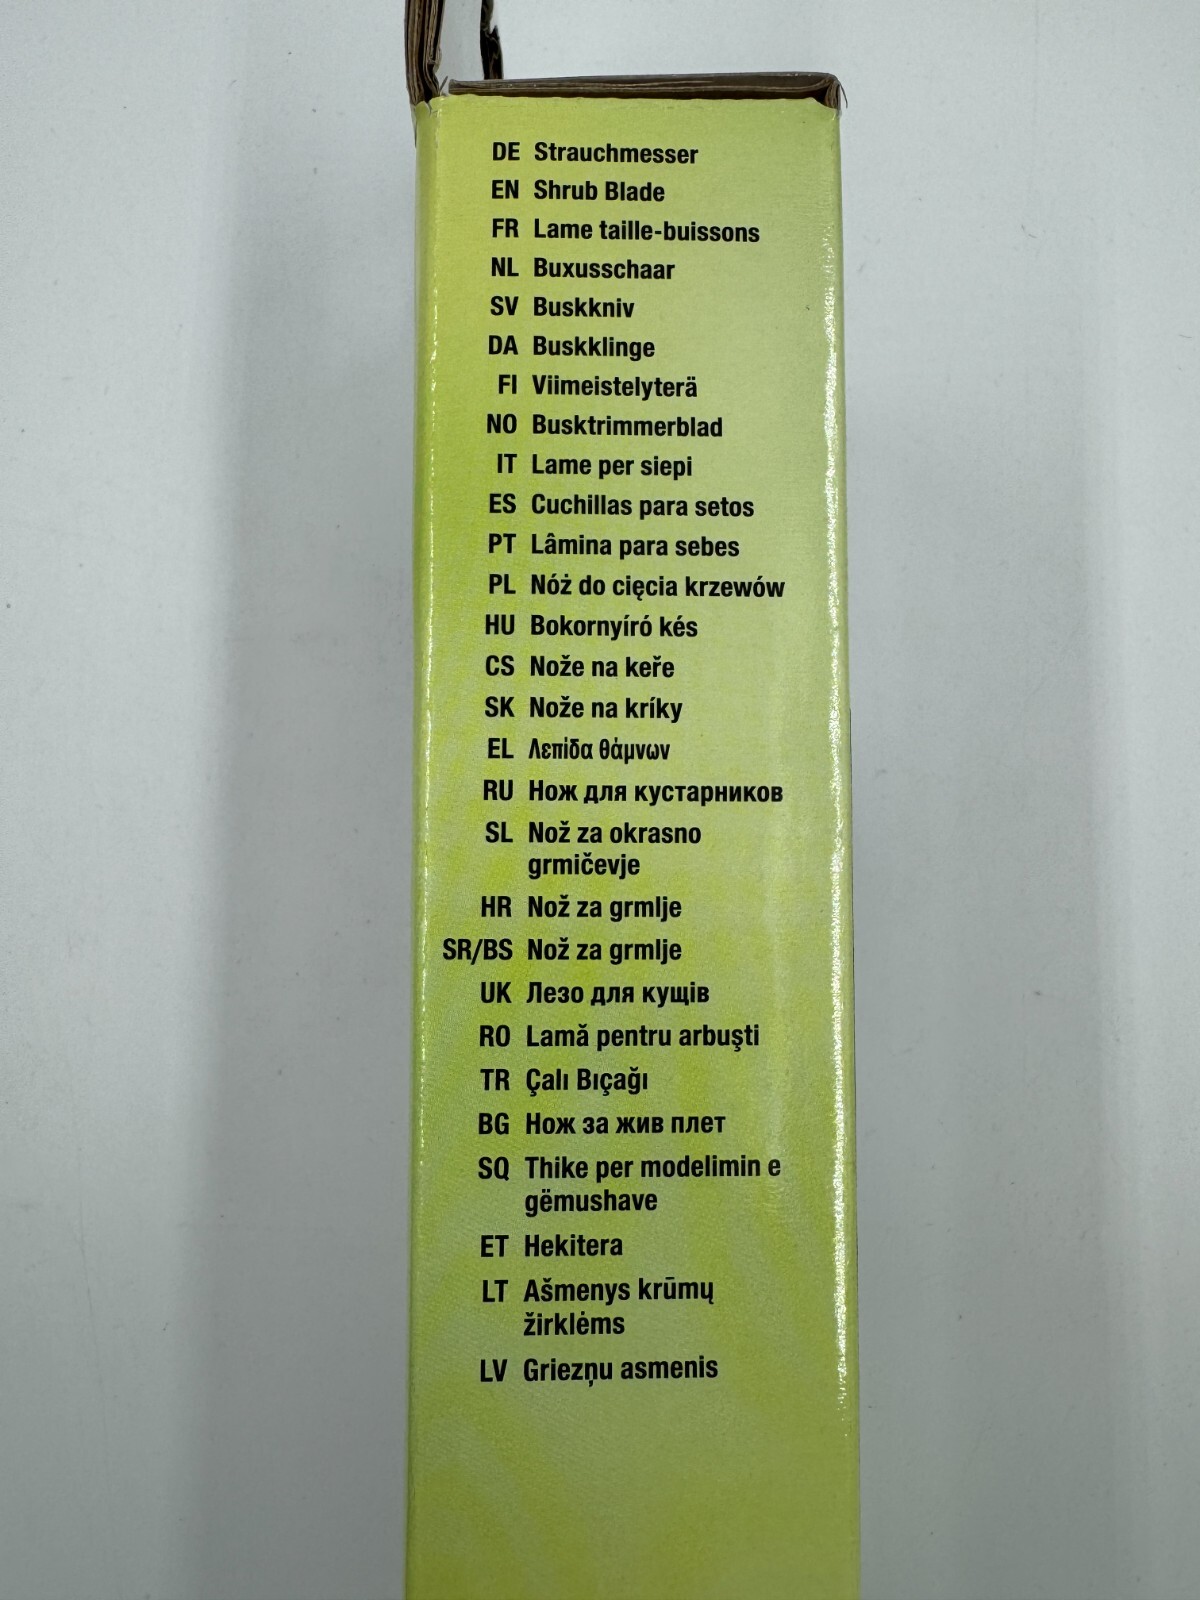 DE Strauchmesser
EN Shrub Blade
FR Lame taille-buissons
NL Buxusschaar
SV Buskkniv
DA Buskklinge
FI Viimeistelyterä
NO Busktrimmerblad
IT Lame per siepi
ES Cuchillas para setos
PT Lâmina para sebes
PL Nóż do cięcia krzewów
HU Bokornyíró kés
CS Nože na keře
SK Nože na kríky
EL Λεπίδα θάμνων
RU Нож для кустарников
SL Nož za okrasno
grmičevje
HR Nož za grmlje
SR/BS Nož za grmlje
UK Лезо для кущів
RO Lamă pentru arbuşti
TR Çalı Bıçağı
BG Нож за жив плет
SQ Thike per modelimin e
gëmushave
ET Hekitera
LT Ašmenys krūmų
žirklėms
LV Griezņu asmenis